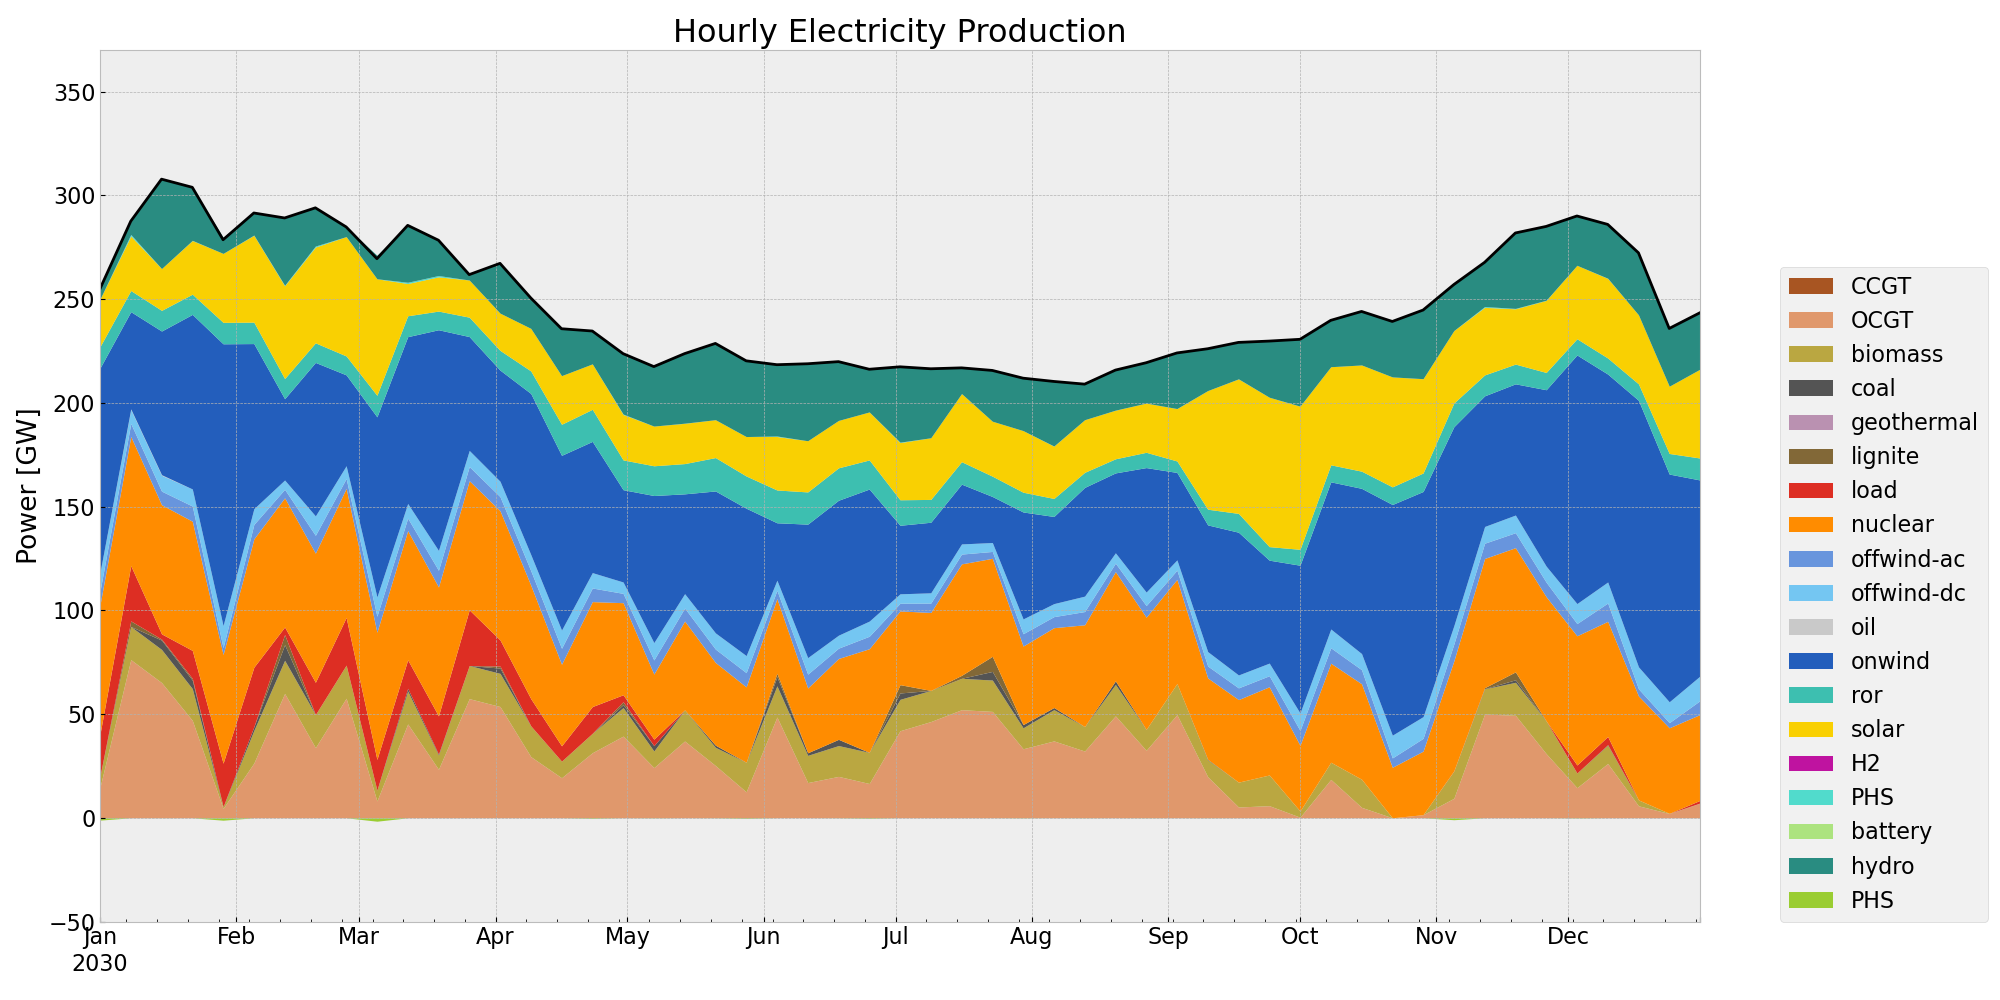 Hourly Electricity Production
Power [GW]
350
300
250
200
150
100
50
0
−50
Jan
2030
Feb
Mar
Apr
May
Jun
Jul
Aug
Sep
Oct
Nov
Dec
CCGT
OCGT
biomass
coal
geothermal
lignite
load
nuclear
offwind-ac
offwind-dc
oil
onwind
ror
solar
H2
PHS
battery
hydro
PHS